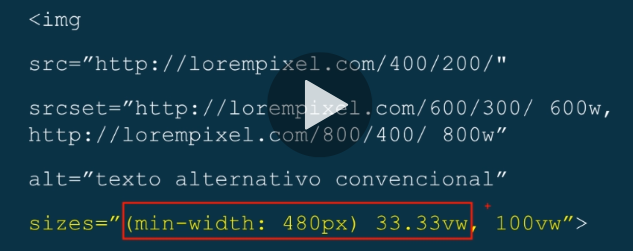 <img
src=”http://lorempixel.com/400/200/"
srcset=”http://lorempixel.com/600/300/ 600w,
http://lorempixel.com/800/400/ 800w”
alt=”texto alternativo convencional”
sizes=”(min-width: 480px) 33.33vw, 100vw”>